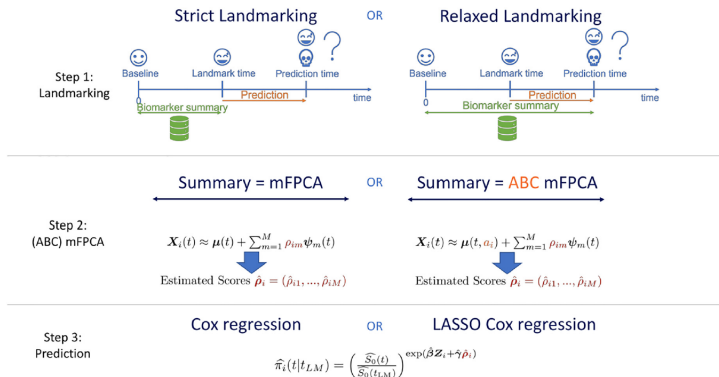 Strict Landmarking OR Relaxed Landmarking
?
?
Step 1:
Landmarking
Baseline Landmark time Prediction time
0 Prediction time
Biomarker summary
Baseline Landmark time Prediction time
0 Prediction time
Biomarker summary
Step 2:
(ABC) mFPCA
Summary = mFPCA OR Summary = ABC mFPCA
X_i(t) ≈ μ(t) + ∑_{m=1}^{M} ρ_{im} ψ_m(t)
Estimated Scores ρ̂_i = (ρ̂_{i1}, ..., ρ̂_{iM})
X_i(t) ≈ μ(t, a_i) + ∑_{m=1}^{M} ρ_{im} ψ_m(t)
Estimated Scores ρ̂_i = (ρ̂_{i1}, ..., ρ̂_{iM})
Step 3:
Prediction
Cox regression OR LASSO Cox regression
π̂_i(t|t_{LM}) = (Ŝ_0(t) / Ŝ_0(t_{LM}))^{exp(β̂Z_i+γ̂ρ̂_i)}